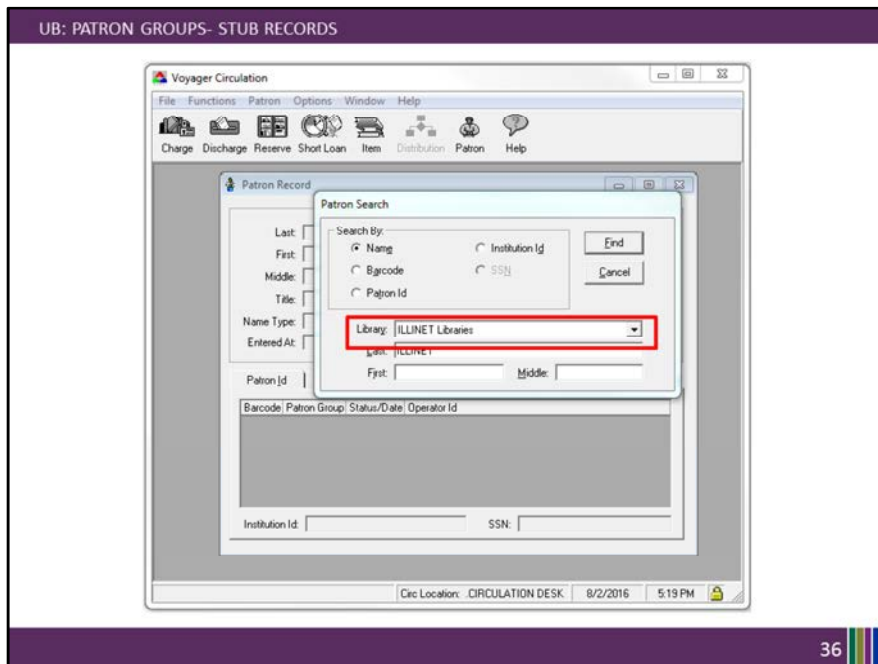 UB: PATRON GROUPS- STUB RECORDS
Voyager Circulation
File Functions Patron Options Window Help
Charge Discharge Reserve Short Loan Item Distribution Patron Help
Patron Record
Patron Search
Last:
First:
Middle:
Title:
Name Type:
Entered At:
Search By:
Name Institution Id
Barcode SSN
Patron Id
Find
Cancel
Library: ILLINET Libraries
Last: ILLINET
First: Middle:
Patron Id
Barcode Patron Group Status/Date Operator Id
Institution Id: SSN:
Circ Location: .CIRCULATION DESK 8/2/2016 5:19 PM
36